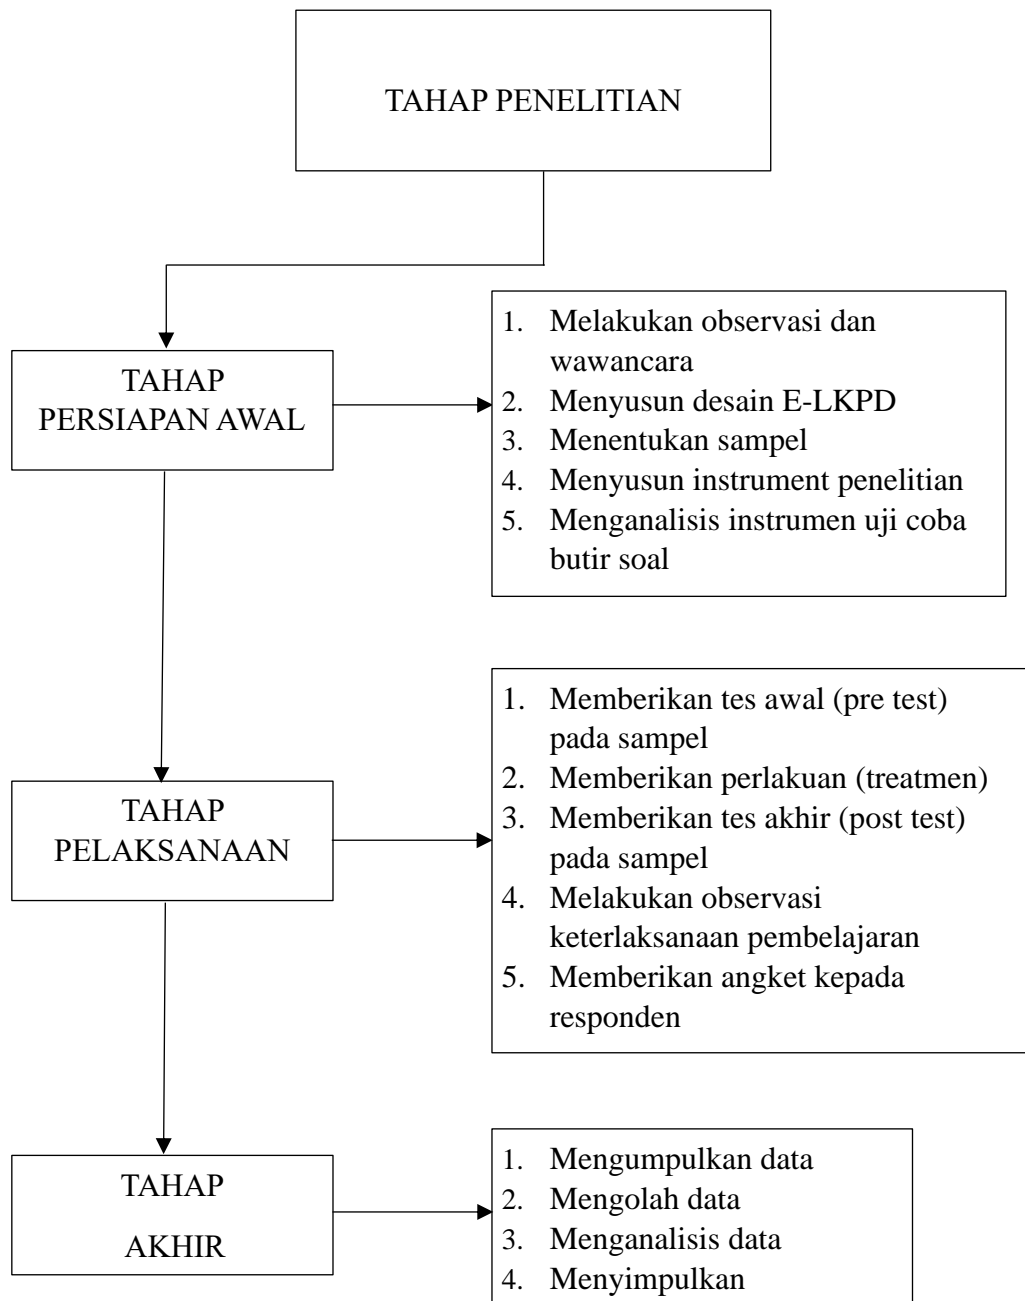 TAHAP PENELITIAN
TAHAP
PERSIAPAN AWAL
1. Melakukan observasi dan
wawancara
2. Menyusun desain E-LKPD
3. Menentukan sampel
4. Menyusun instrument penelitian
5. Menganalisis instrumen uji coba
butir soal
TAHAP
PELAKSANAAN
1. Memberikan tes awal (pre test)
pada sampel
2. Memberikan perlakuan (treatmen)
3. Memberikan tes akhir (post test)
pada sampel
4. Melakukan observasi
keterlaksanaan pembelajaran
5. Memberikan angket kepada
responden
TAHAP
AKHIR
1. Mengumpulkan data
2. Mengolah data
3. Menganalisis data
4. Menyimpulkan